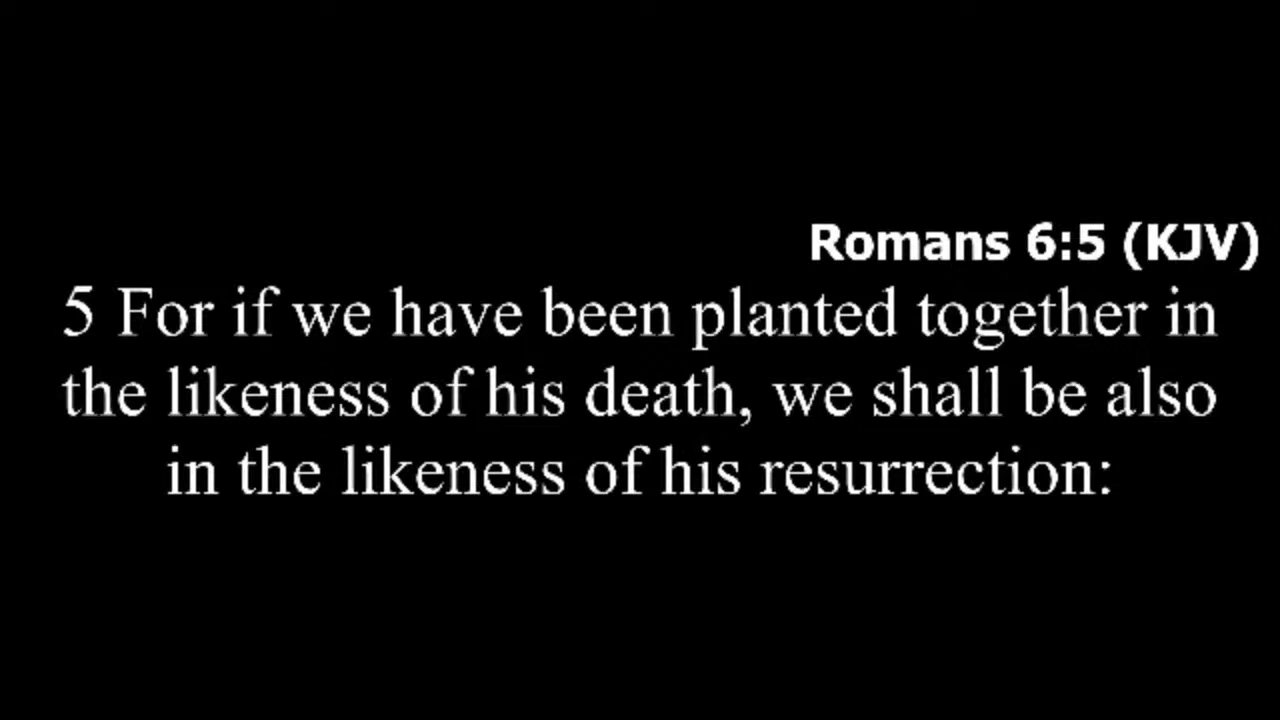 Romans 6:5 (KJV)
5 For if we have been planted together in
the likeness of his death, we shall be also
in the likeness of his resurrection: